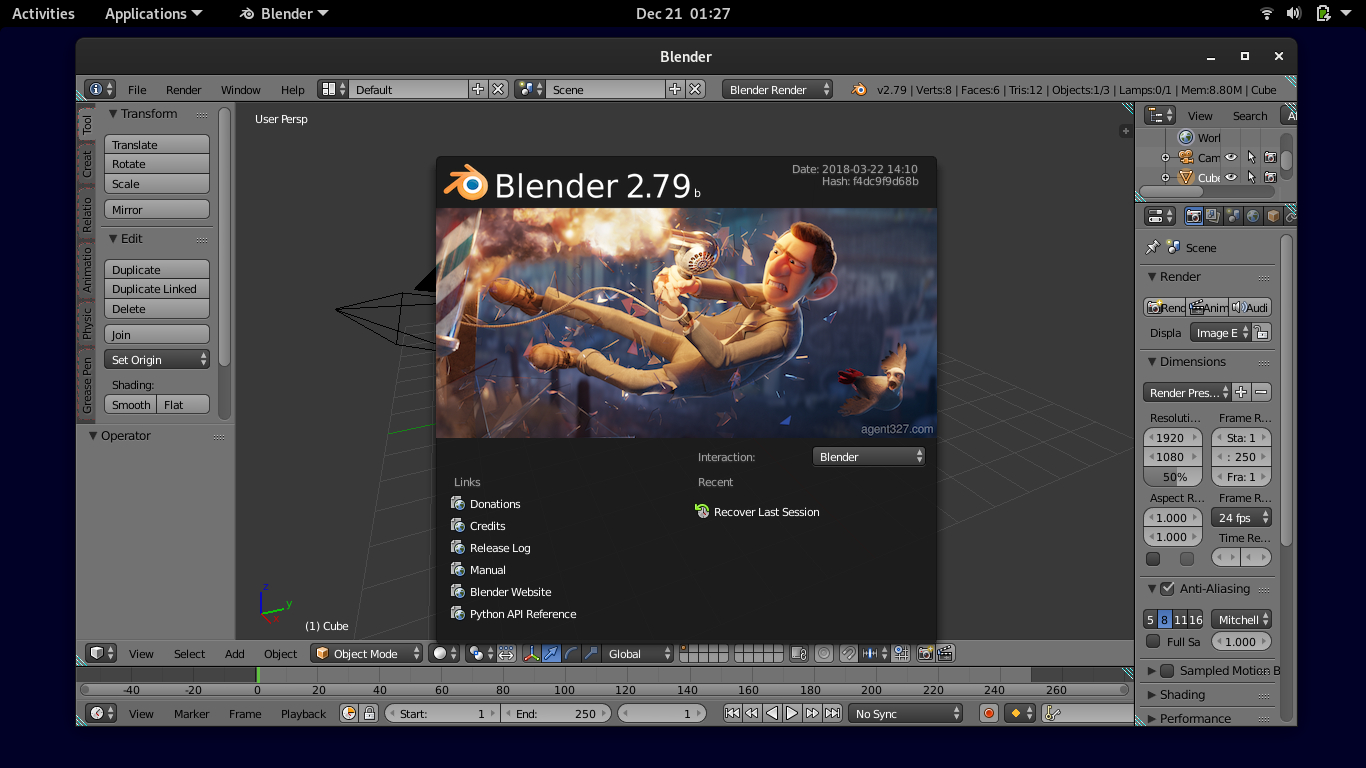 Activities Applications Blender Dec 21 01:27
Blender
File Render Window Help Default Scene Blender Render v2.79 | Verts:8 | Faces:6 | Tris:12 | Objects:1/3 | Lamps:0/1 | Mem:8.80M | Cube
Tool
Creat
Relatio
Animatio
Physic
Grease Pen
Transform
Translate
Rotate
Scale
Mirror
Edit
Duplicate
Duplicate Linked
Delete
Join
Set Origin
Shading:
Smooth Flat
Operator
User Persp
Blender 2.79 b
Date: 2018-03-22 14:10
Hash: f4dc9f9d68b
agent327.com
Interaction: Blender
Links
Donations
Credits
Release Log
Manual
Blender Website
Python API Reference
Recent
Recover Last Session
z
y
(1) Cube
View Search
Worl
Cam
Cube
Scene
Render
Rend Anim Audi
Displa Image E
Dimensions
Render Pres...
Resoluti... Frame R...
1920 Sta: 1
1080 : 250
50% Fra: 1
Aspect R... Frame R...
1.000 24 fps
1.000 Time Re...
Anti-Aliasing
5 8 11 16 Mitchell
Full Sa 1.000
Sampled Motion B
Shading
Performance
View Select Add Object Object Mode Global
-40 -20 0 20 40 60 80 100 120 140 160 180 200 220 240 260
View Marker Frame Playback Start: 1 End: 250 1 No Sync